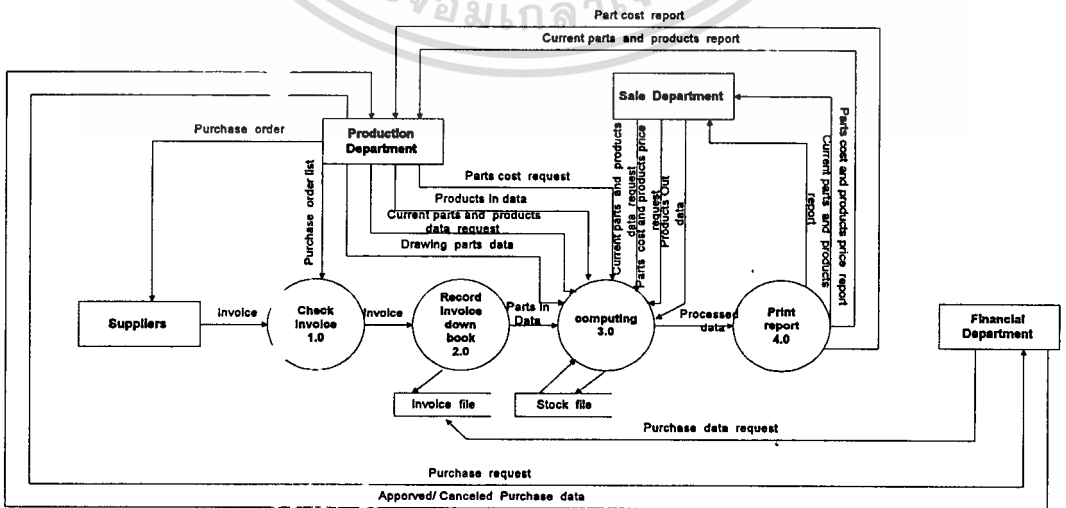 Part cost report
Current parts and products report
Sale Department
Purchase order
Production
Department
Parts cost request
Products in data
Current parts and products
data request
Drawing parts data
Purchase order list
Current parts and products
data request
Parts cost and products price
request
Products Out
data
Current parts and products
report
Parts cost and products price report
Suppliers
invoice
Check
invoice
1.0
invoice
Record
invoice
down
book
2.0
Parts in
Data
computing
3.0
Processed
data
Print
report
4.0
Financial
Department
Invoice file
Stock file
Purchase data request
Purchase request
Apporved/ Canceled Purchase data